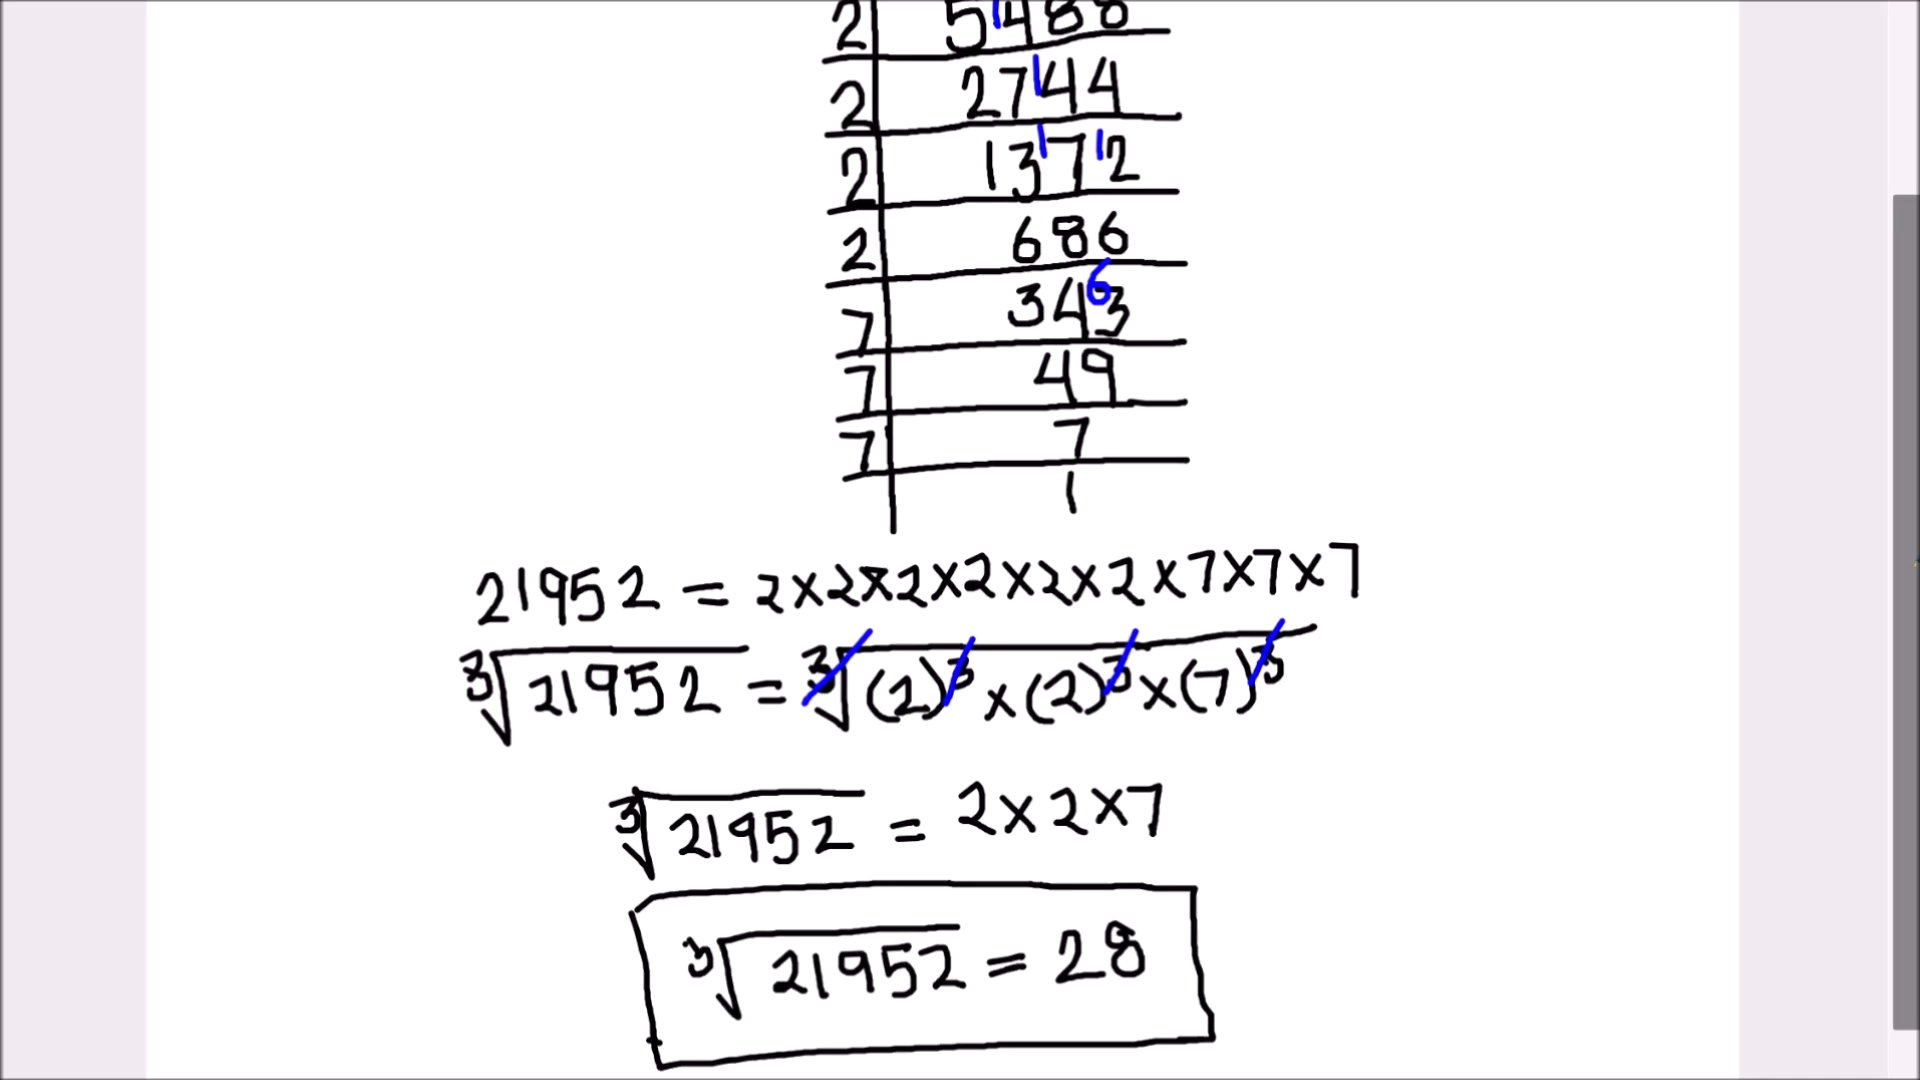 2 | 5488
2 | 2744
2 | 1372
2 | 686
7 | 343
7 | 49
7 | 7
1
21952 = 2×2×2×2×2×2×7×7×7
∛21952 = ∛(2)³×(2)³×(7)³
∛21952 = 2×2×7
∛21952 = 28